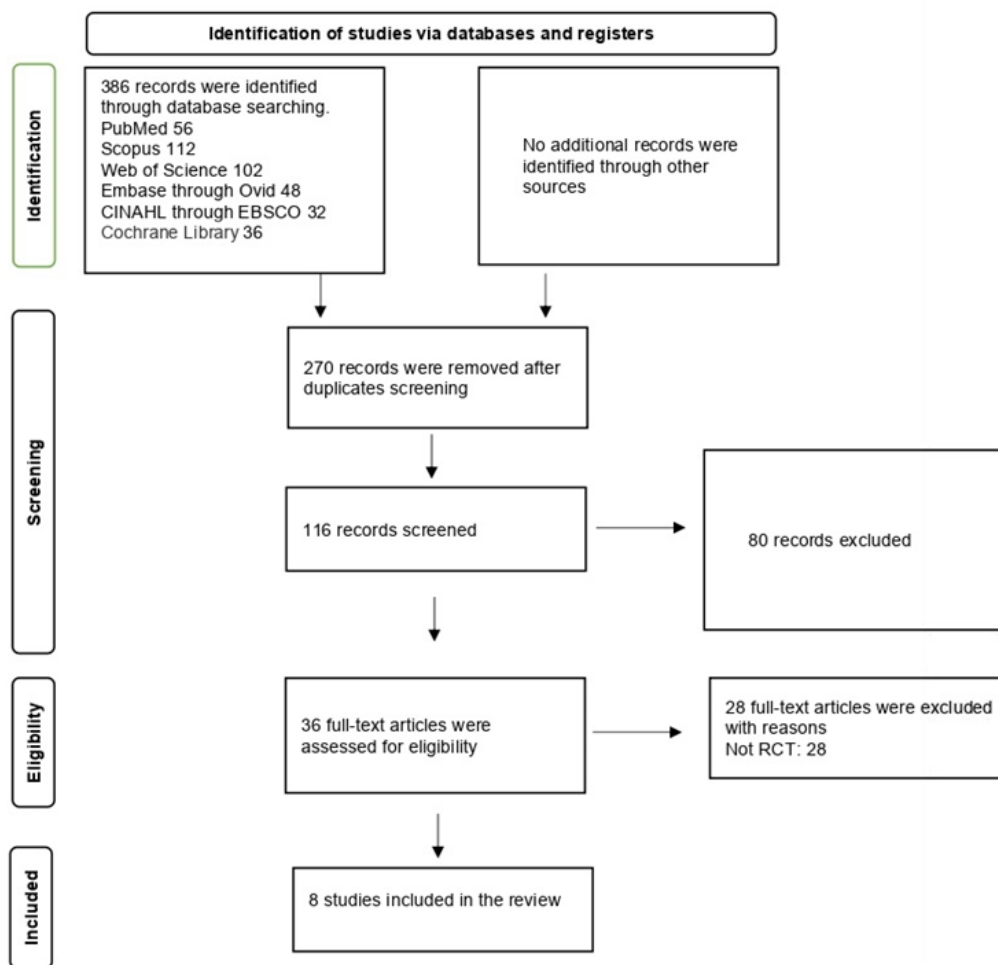 Identification of studies via databases and registers
Identification
386 records were identified
through database searching.
PubMed 56
Scopus 112
Web of Science 102
Embase through Ovid 48
CINAHL through EBSCO 32
Cochrane Library 36
No additional records were
identified through other
sources
Screening
270 records were removed after
duplicates screening
116 records screened
80 records excluded
Eligibility
36 full-text articles were
assessed for eligibility
28 full-text articles were excluded
with reasons
Not RCT: 28
Included
8 studies included in the review